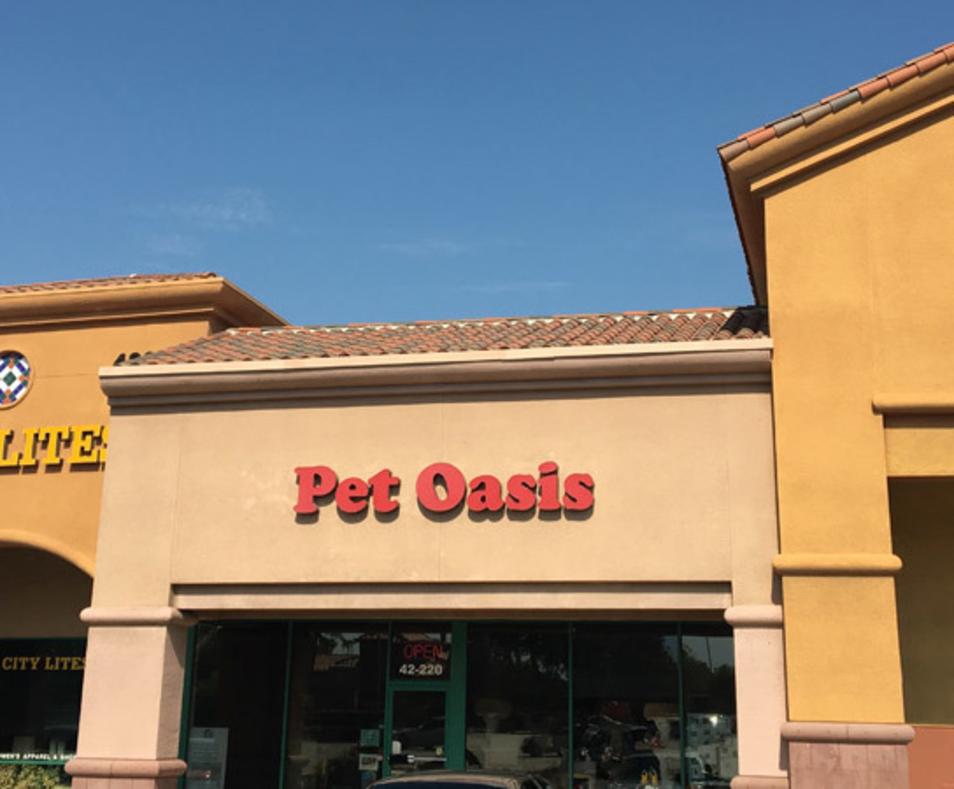 LITES
Pet Oasis
OPEN
42-220
CITY LITES